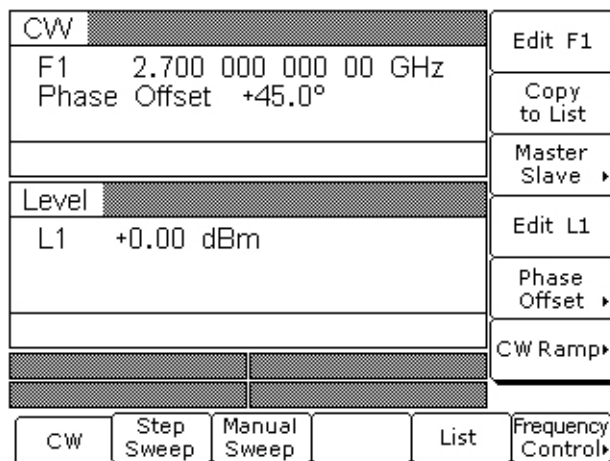 CW
F1 2.700 000 000 00 GHz
Phase Offset +45.0°
Level
L1 +0.00 dBm
Edit F1
Copy
to List
Master
Slave
Edit L1
Phase
Offset
CW Ramp
CW
Step
Sweep
Manual
Sweep
List
Frequency
Control